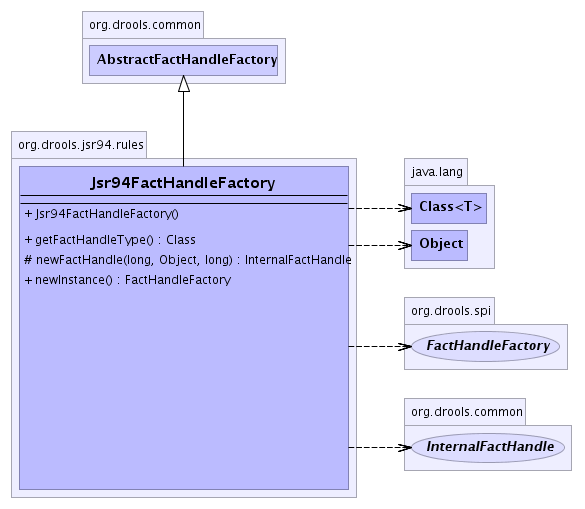 org.drools.common
AbstractFactHandleFactory
org.drools.jsr94.rules
Jsr94FactHandleFactory
+ Jsr94FactHandleFactory()
+ getFactHandleType() : Class
# newFactHandle(long, Object, long) : InternalFactHandle
+ newInstance() : FactHandleFactory
java.lang
Class<T>
Object
org.drools.spi
FactHandleFactory
org.drools.common
InternalFactHandle